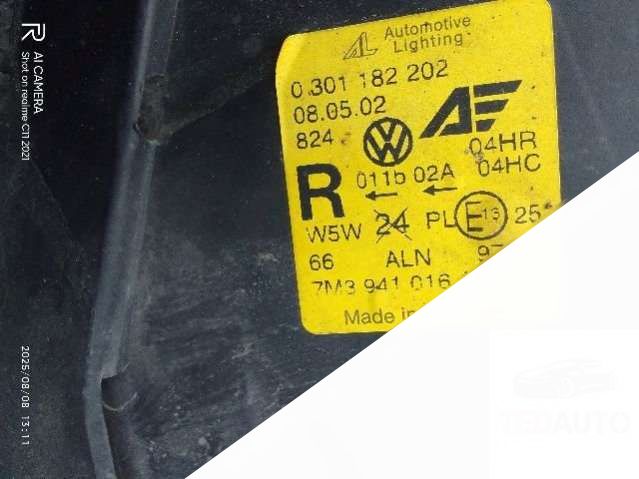 Automotive
Lighting
0 301 182 202
08.05.02
824
04HR
R 011b 02A 04HC
W5W 24 PL E13 25
66 ALN
7M3 941 016
Made in
TEDAUTO
AI CAMERA
Shot on realme C11 2021
2025/08/08 13:11